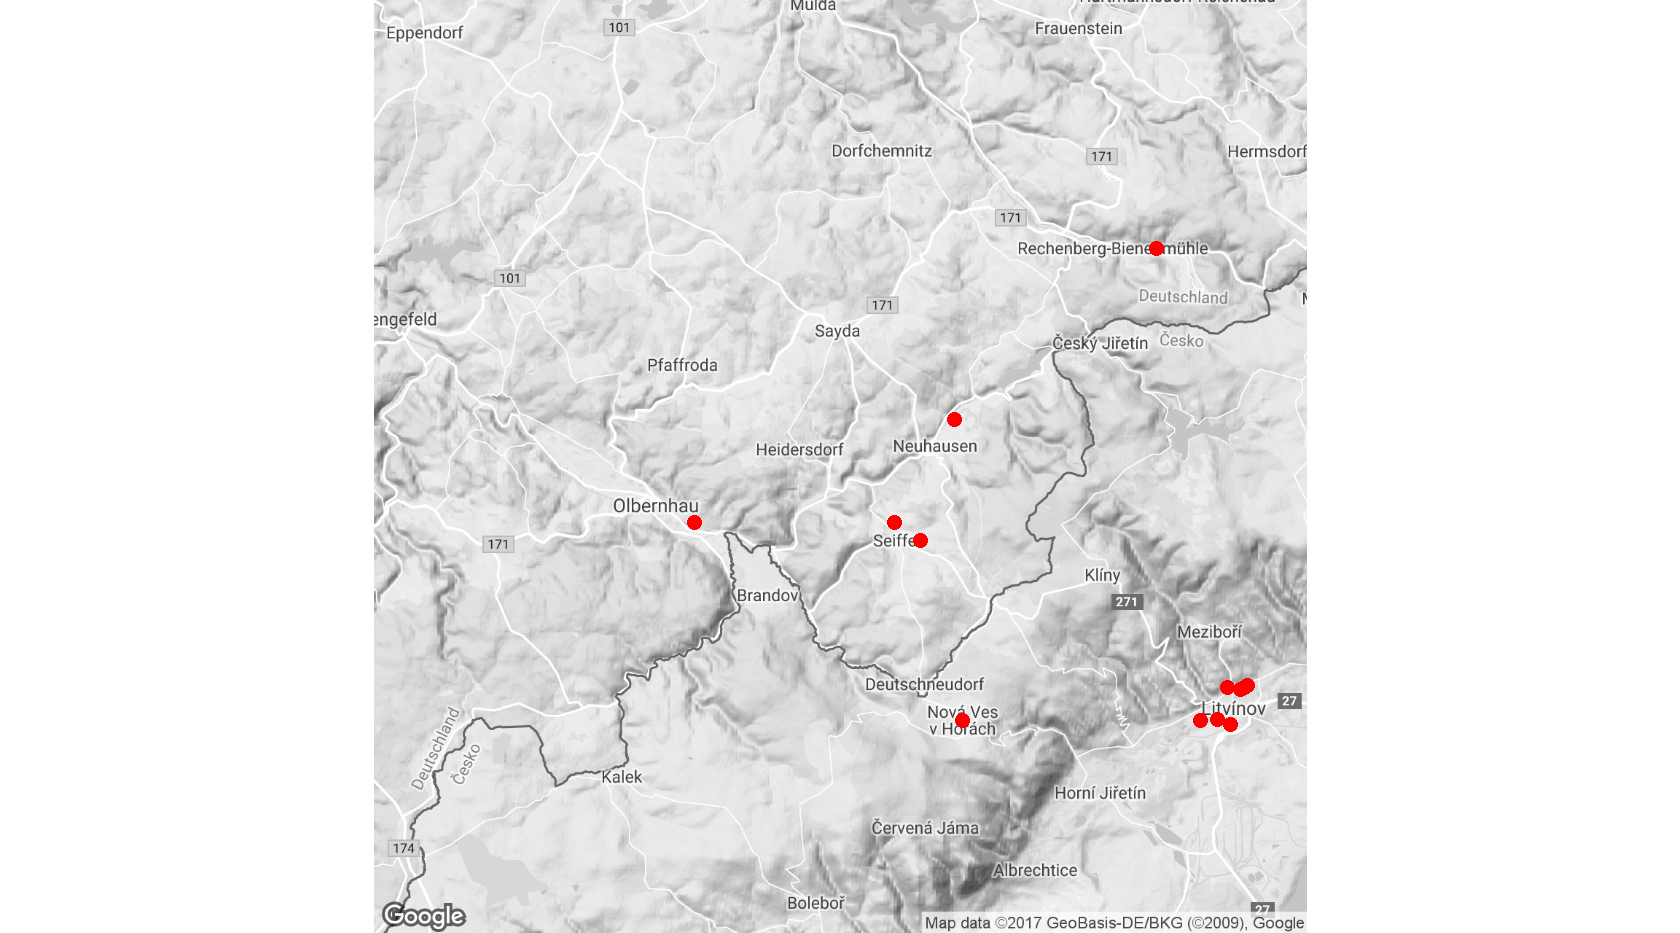 Mulda
Eppendorf
101
Frauenstein
Dorfchemnitz
171
Hermsdorf
171
Rechenberg-Bienenmühle
101
Deutschland
171
engefeld
Sayda
Český Jiřetín
Česko
Pfaffroda
Neuhausen
Heidersdorf
Olbernhau
171
Seiffe
Klíny
Brandov
271
Meziboří
Deutschneudorf
27
Litvínov
Nová Ves
v Horách
Deutschland
Česko
Kalek
Horní Jiřetín
Červená Jáma
174
Albrechtice
Boleboř
27
Google
Map data ©2017 GeoBasis-DE/BKG (©2009), Google